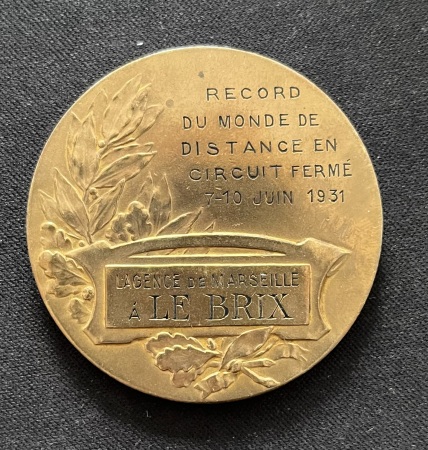 RECORD
DU MONDE DE
DISTANCE EN
CIRCUIT FERMÉ
7-10 JUIN 1931
L'AGENCE DE MARSEILLE
À LE BRIX